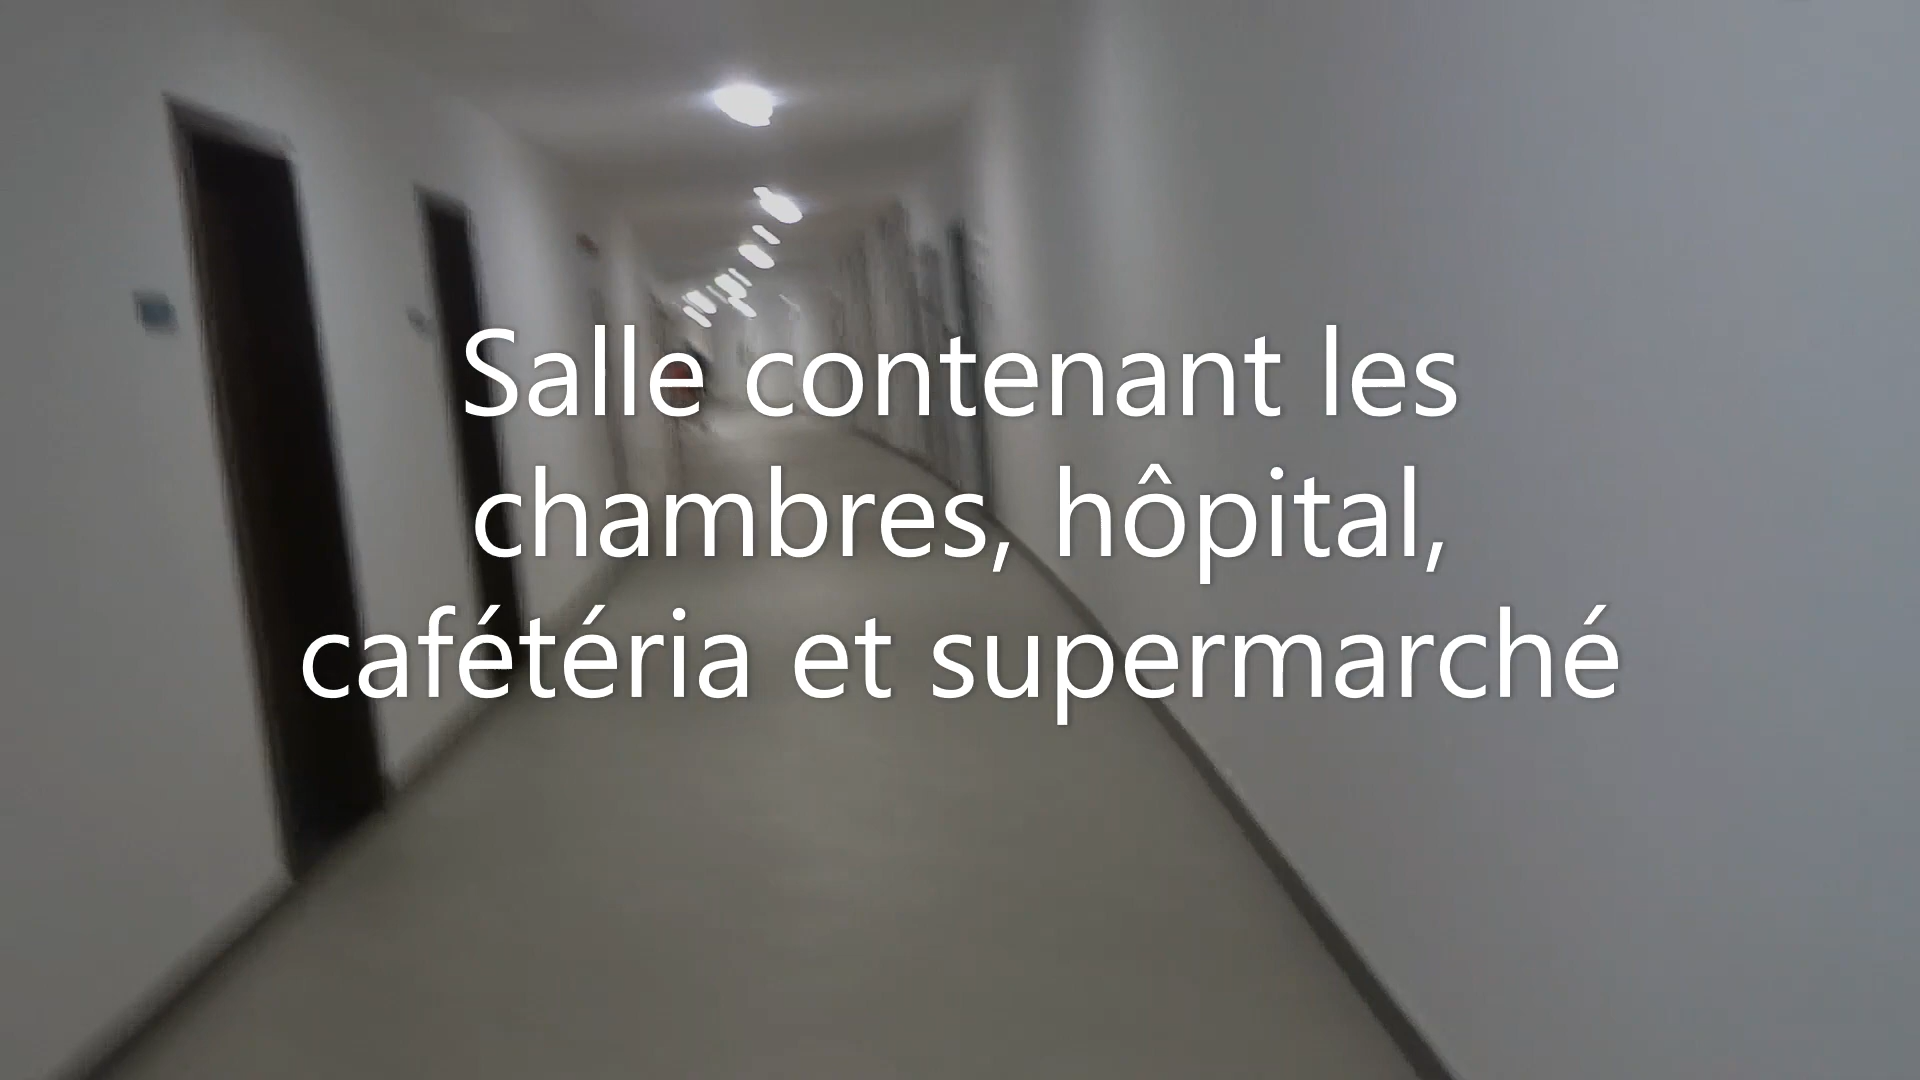 Salle contenant les
chambres, hôpital,
cafétéria et supermarché